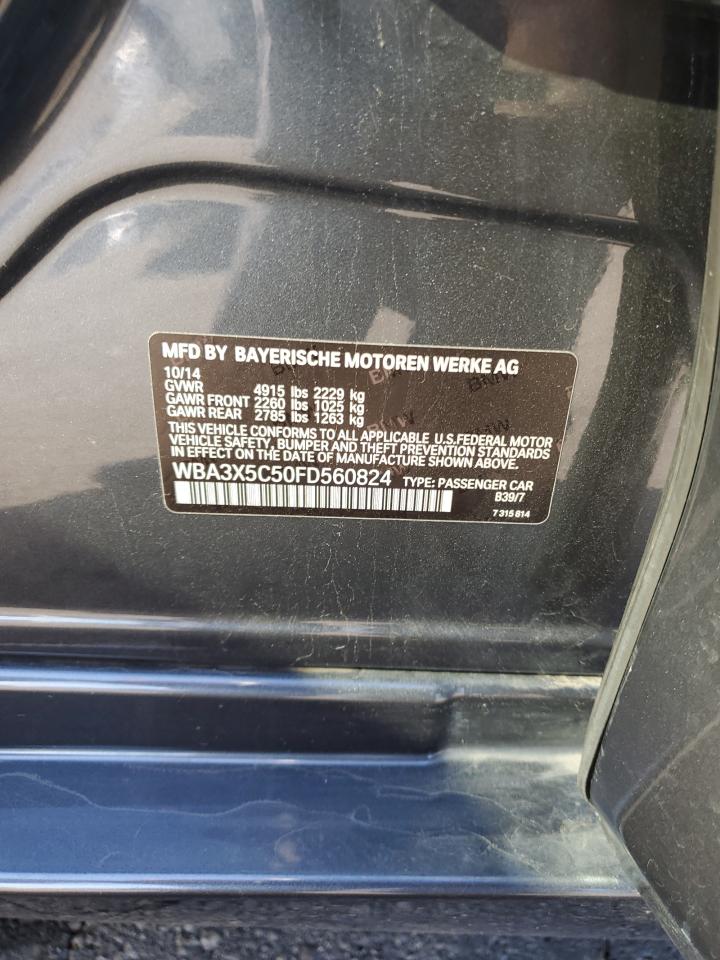 MFD BY BAYERISCHE MOTOREN WERKE AG
10/14
GVWR 4915 lbs 2229 kg
GAWR FRONT 2260 lbs 1025 kg
GAWR REAR 2785 lbs 1263 kg
THIS VEHICLE CONFORMS TO ALL APPLICABLE U.S.FEDERAL MOTOR
VEHICLE SAFETY, BUMPER AND THEFT PREVENTION STANDARDS
IN EFFECT ON THE DATE OF MANUFACTURE SHOWN ABOVE.
WBA3X5C50FD560824 TYPE: PASSENGER CAR
B39/7
7 315 814